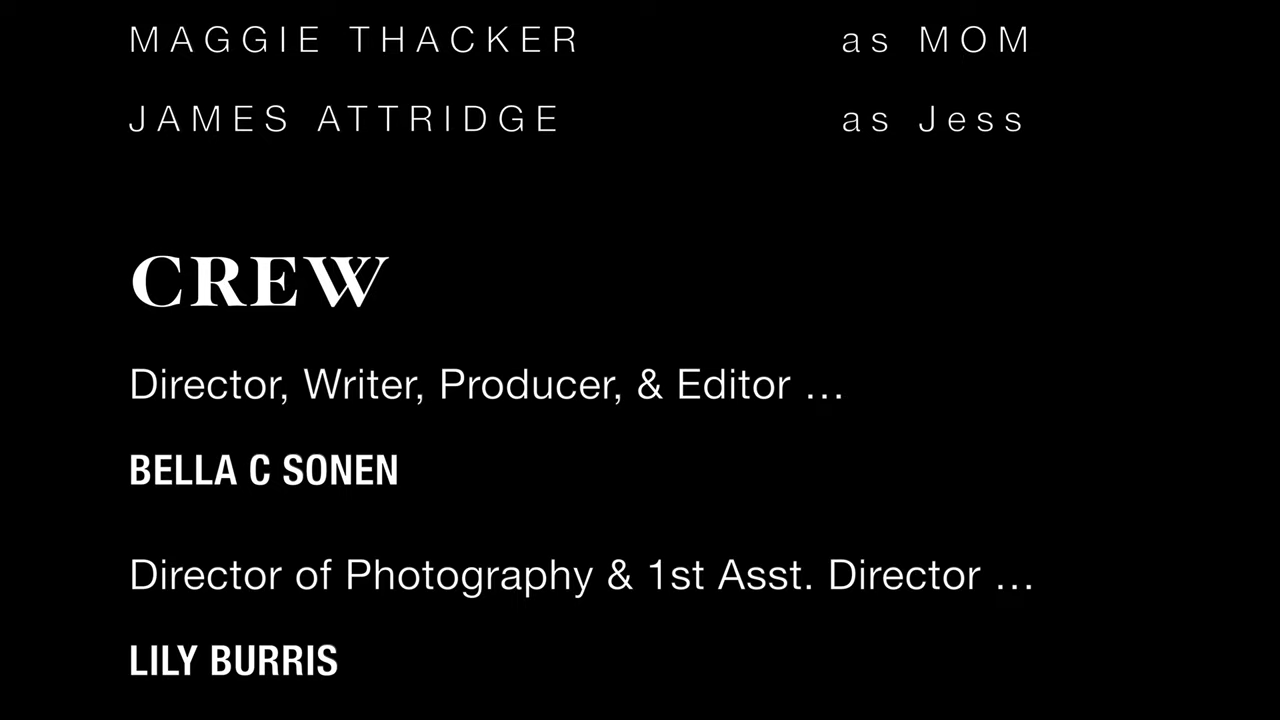 MAGGIE THACKER as MOM
JAMES ATTRIDGE as Jess
CREW
Director, Writer, Producer, & Editor ...
BELLA C SONEN
Director of Photography & 1st Asst. Director ...
LILY BURRIS